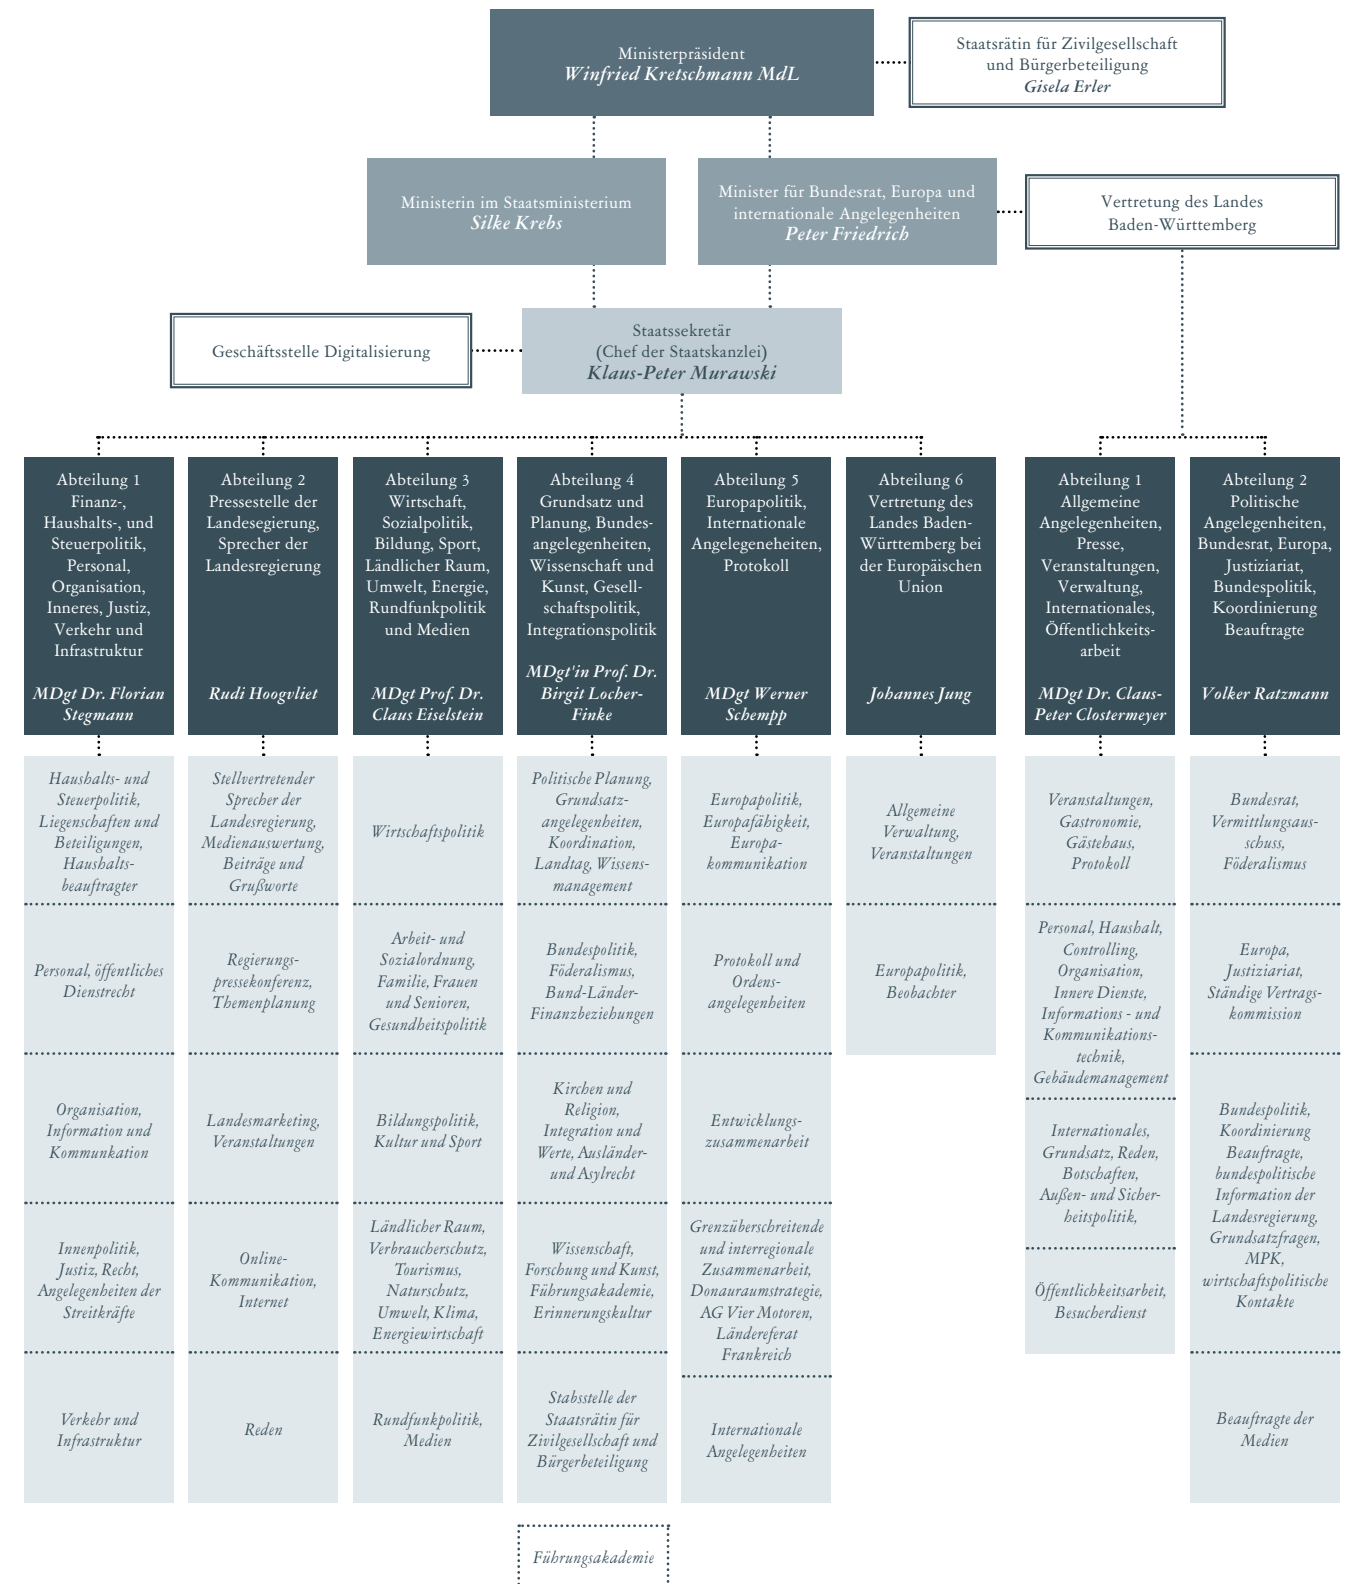 Ministerpräsident
Winfried Kretschmann MdL
Staatsrätin für Zivilgesellschaft
und Bürgerbeteiligung
Gisela Erler
Ministerin im Staatsministerium
Silke Krebs
Minister für Bundesrat, Europa und
internationale Angelegenheiten
Peter Friedrich
Vertretung des Landes
Baden-Württemberg
Geschäftsstelle Digitalisierung
Staatssekretär
(Chef der Staatskanzlei)
Klaus-Peter Murawski
Abteilung 1
Finanz-,
Haushalts-, und
Steuerpolitik,
Personal,
Organisation,
Inneres, Justiz,
Verkehr und
Infrastruktur
MDgt Dr. Florian
Stegmann
Abteilung 2
Pressestelle der
Landesegierung,
Sprecher der
Landesregierung
Rudi Hoogvliet
Abteilung 3
Wirtschaft,
Sozialpolitik,
Bildung, Sport,
Ländlicher Raum,
Umwelt, Energie,
Rundfunkpolitik
und Medien
MDgt Prof. Dr.
Claus Eiselstein
Abteilung 4
Grundsatz und
Planung, Bundes-
angelegenheiten,
Wissenschaft und
Kunst, Gesell-
schaftspolitik,
Integrationspolitik
MDgt'in Prof. Dr.
Birgit Locher-
Finke
Abteilung 5
Europapolitik,
Internationale
Angelegeneheiten,
Protokoll
MDgt Werner
Schempp
Abteilung 6
Vertretung des
Landes Baden-
Württemberg bei
der Europäischen
Union
Johannes Jung
Abteilung 1
Allgemeine
Angelegenheiten,
Presse,
Veranstaltungen,
Verwaltung,
Internationales,
Öffentlichkeits-
arbeit
MDgt Dr. Claus-
Peter Clostermeyer
Abteilung 2
Politische
Angelegenheiten,
Bundesrat, Europa,
Justiziariat,
Bundespolitik,
Koordinierung
Beauftragte
Volker Ratzmann
Haushalts- und
Steuerpolitik,
Liegenschaften und
Beteiligungen,
Haushalts-
beauftragter
Personal, öffentliches
Dienstrecht
Organisation,
Information und
Kommunkation
Innenpolitik,
Justiz, Recht,
Angelegenheiten der
Streitkräfte
Verkehr und
Infrastruktur
Stellvertretender
Sprecher der
Landesregierung,
Medienauswertung,
Beiträge und
Grußworte
Regierungs-
pressekonferenz,
Themenplanung
Landesmarketing,
Veranstaltungen
Online-
Kommunikation,
Internet
Reden
Wirtschaftspolitik
Arbeit- und
Sozialordnung,
Familie, Frauen
und Senioren,
Gesundheitspolitik
Bildungspolitik,
Kultur und Sport
Ländlicher Raum,
Verbraucherschutz,
Tourismus,
Naturschutz,
Umwelt, Klima,
Energiewirtschaft
Rundfunkpolitik,
Medien
Politische Planung,
Grundsatz-
angelegenheiten,
Koordination,
Landtag, Wissens-
management
Bundespolitik,
Föderalismus,
Bund-Länder-
Finanzbeziehungen
Kirchen und
Religion,
Integration und
Werte, Ausländer-
und Asylrecht
Wissenschaft,
Forschung und Kunst,
Führungsakademie,
Erinnerungskultur
Stabsstelle der
Staatsrätin für
Zivilgesellschaft und
Bürgerbeteiligung
Führungsakademie
Europapolitik,
Europafähigkeit,
Europa-
kommunikation
Protokoll und
Ordens-
angelegenheiten
Entwicklungs-
zusammenarbeit
Grenzüberschreitende
und interregionale
Zusammenarbeit,
Donauraumstrategie,
AG Vier Motoren,
Länderreferat
Frankreich
Internationale
Angelegenheiten
Allgemeine
Verwaltung,
Veranstaltungen
Europapolitik,
Beobachter
Veranstaltungen,
Gastronomie,
Gästehaus,
Protokoll
Personal, Haushalt,
Controlling,
Organisation,
Innere Dienste,
Informations - und
Kommunikations-
technik,
Gebäudemanagement
Internationales,
Grundsatz, Reden,
Botschaften,
Außen- und Sicher-
heitspolitik,
Öffentlichkeitsarbeit,
Besucherdienst
Bundesrat,
Vermittlungsaus-
schuss,
Föderalismus
Europa,
Justiziariat,
Ständige Vertrags-
kommission
Bundespolitik,
Koordinierung
Beauftragte,
bundespolitische
Information der
Landesregierung,
Grundsatzfragen,
MPK,
wirtschaftspolitische
Kontakte
Beauftragte der
Medien